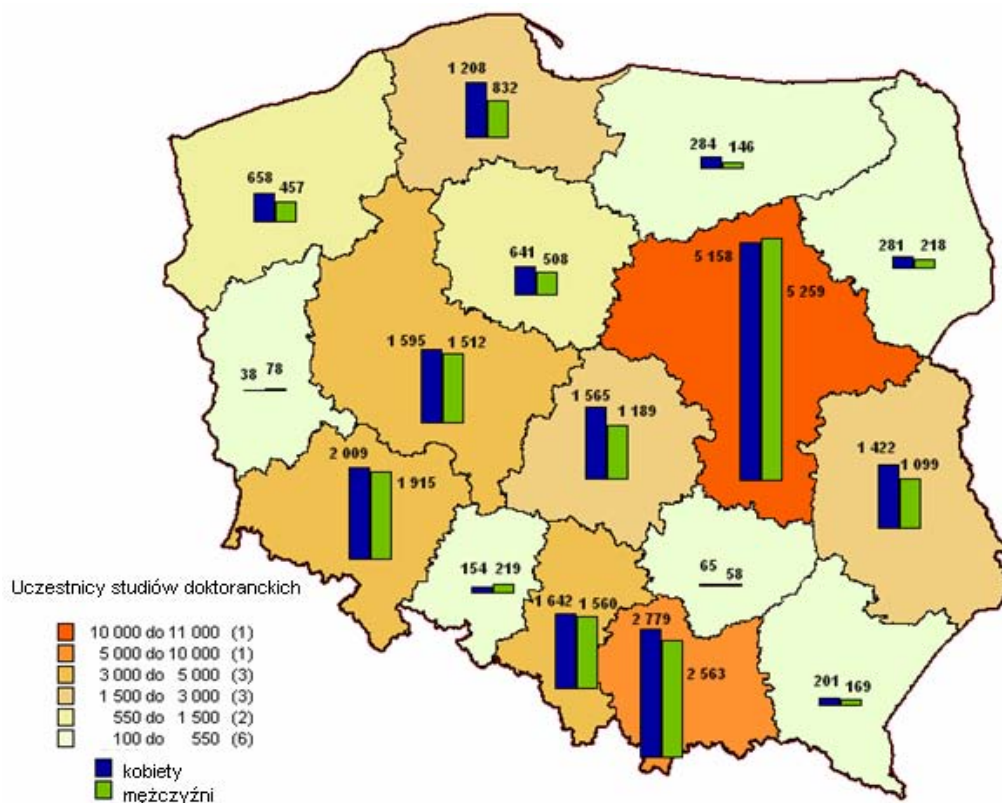 1 208
832
284 146
658
457
281 218
641
508
5 158
5 259
1 595 1 512
38 78
1 565
1 189
1 422
1 099
2 009
1 915
154 219
65
58
1 642 1 560
2 779
2 563
201
169
Uczestnicy studiów doktoranckich
10 000 do 11 000 (1)
5 000 do 10 000 (1)
3 000 do 5 000 (3)
1 500 do 3 000 (3)
550 do 1 500 (2)
100 do 550 (6)
kobiety
mężczyźni